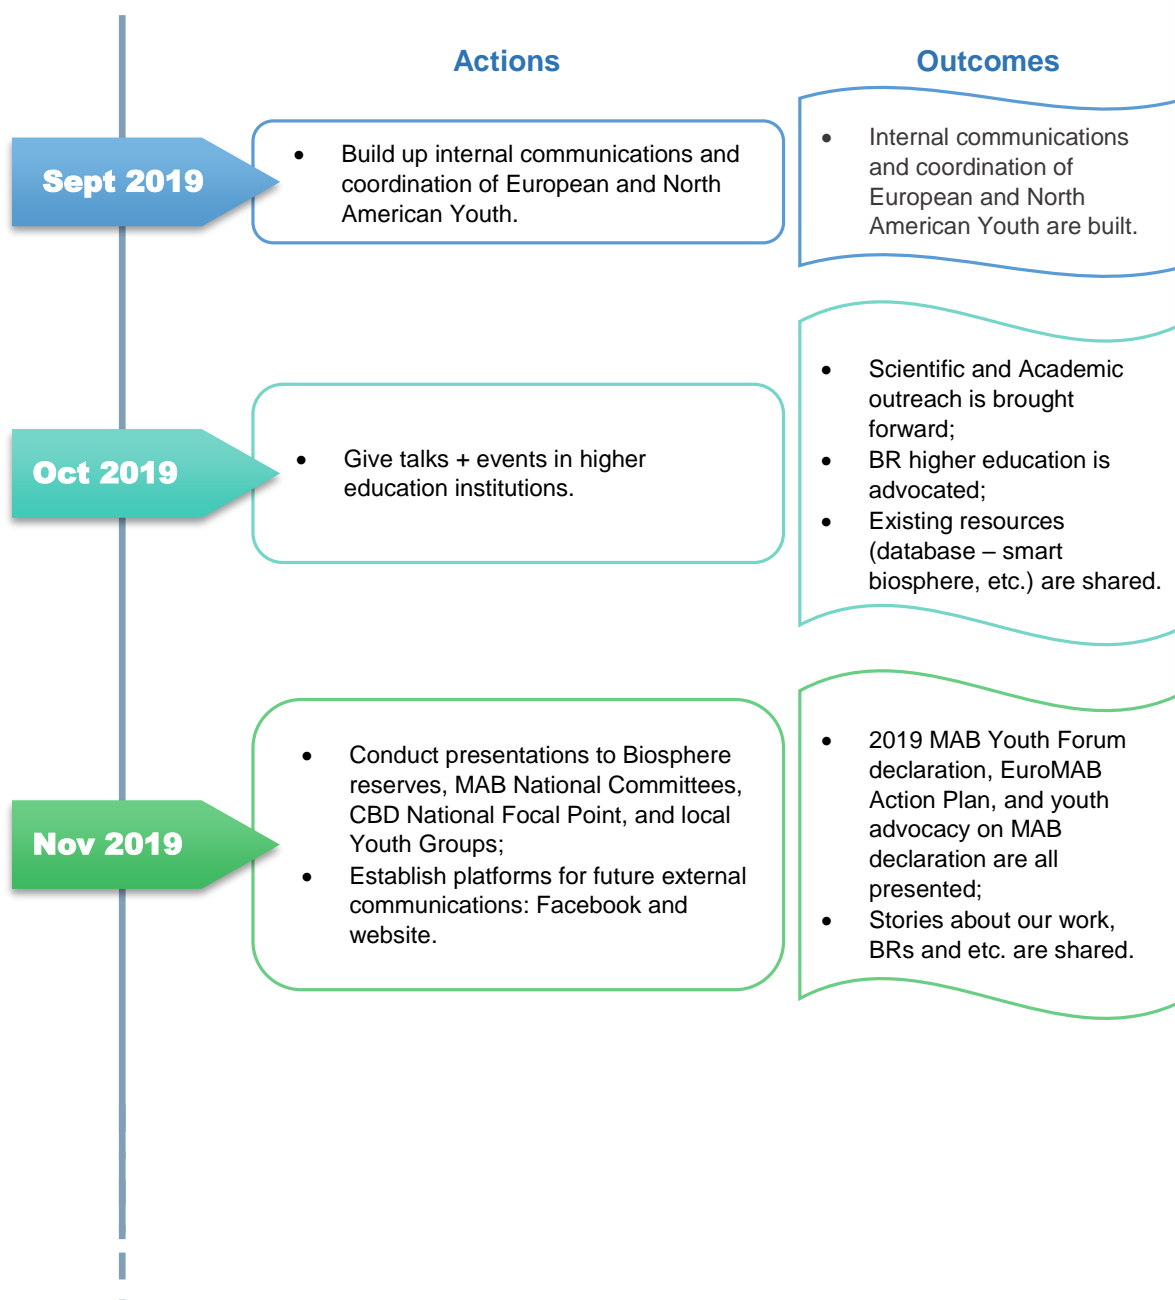 Actions
Outcomes
Sept 2019
• Build up internal communications and
coordination of European and North
American Youth.
• Internal communications
and coordination of
European and North
American Youth are built.
Oct 2019
• Give talks + events in higher
education institutions.
• Scientific and Academic
outreach is brought
forward;
• BR higher education is
advocated;
• Existing resources
(database – smart
biosphere, etc.) are shared.
Nov 2019
• Conduct presentations to Biosphere
reserves, MAB National Committees,
CBD National Focal Point, and local
Youth Groups;
• Establish platforms for future external
communications: Facebook and
website.
• 2019 MAB Youth Forum
declaration, EuroMAB
Action Plan, and youth
advocacy on MAB
declaration are all
presented;
• Stories about our work,
BRs and etc. are shared.